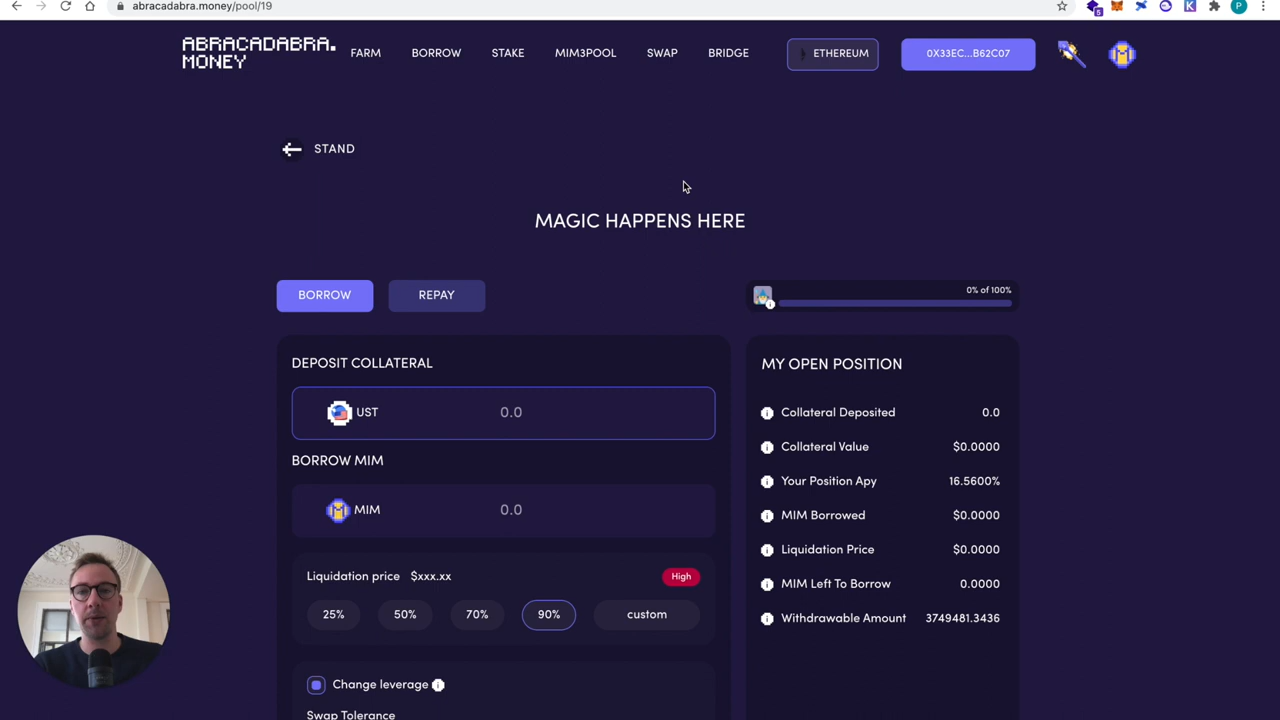 abracadabra.money/pool/19
5
P
ABRACADABRA.
MONEY
FARM
BORROW
STAKE
MIM3POOL
SWAP
BRIDGE
ETHEREUM
0X33EC...B62C07
STAND
MAGIC HAPPENS HERE
BORROW
REPAY
0% of 100%
DEPOSIT COLLATERAL
UST 0.0
BORROW MIM
MIM 0.0
Liquidation price $xxx.xx High
25% 50% 70% 90% custom
Change leverage
Swap Tolerance
MY OPEN POSITION
Collateral Deposited 0.0
Collateral Value $0.0000
Your Position Apy 16.5600%
MIM Borrowed $0.0000
Liquidation Price $0.0000
MIM Left To Borrow 0.0000
Withdrawable Amount 3749481.3436